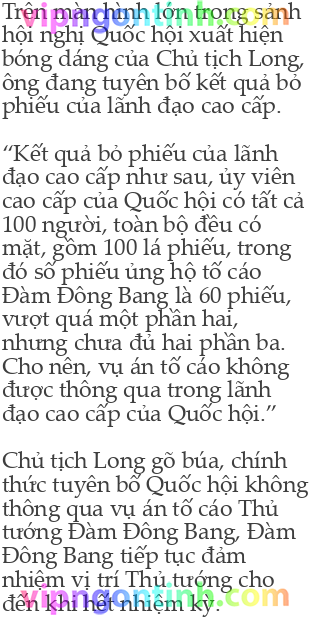 Trên màn hình lớn trong sảnh
vipngontinh.com
hội nghị Quốc hội xuất hiện
bóng dáng của Chủ tịch Long,
ông đang tuyên bố kết quả bỏ
phiếu của lãnh đạo cao cấp.
“Kết quả bỏ phiếu của lãnh
đạo cao cấp như sau, ủy viên
cao cấp của Quốc hội có tất cả
100 người, toàn bộ đều có
mặt, gồm 100 lá phiếu, trong
đó số phiếu ủng hộ tố cáo
Đàm Đông Bang là 60 phiếu,
vượt quá một phần hai,
nhưng chưa đủ hai phần ba.
Cho nên, vụ án tố cáo không
được thông qua trong lãnh
đạo cao cấp của Quốc hội.”
Chủ tịch Long gõ búa, chính
thức tuyên bố Quốc hội không
thông qua vụ án tố cáo Thủ
tướng Đàm Đông Bang, Đàm
Đông Bang tiếp tục đảm
nhiệm vị trí Thủ tướng cho
vipngontinh.com
đến khi hết nhiệm kỳ.